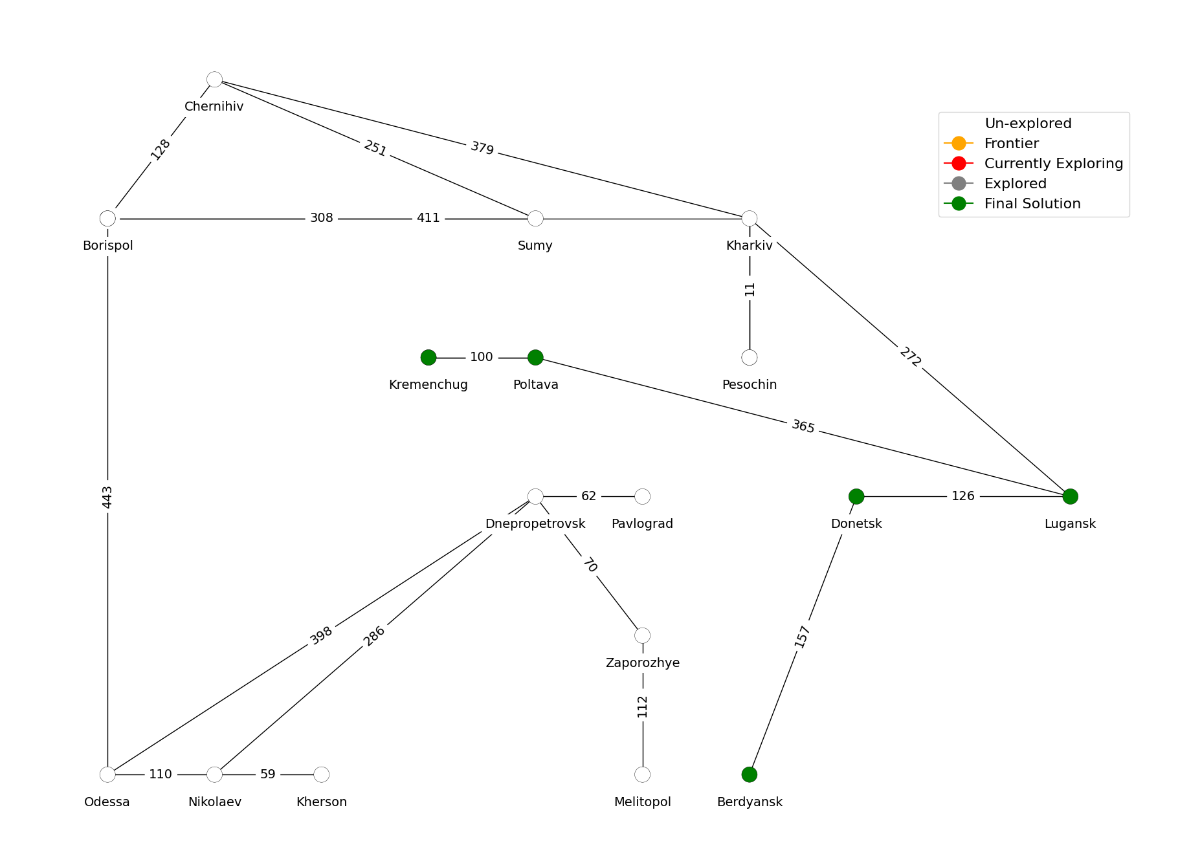 Chernihiv
Un-explored
Frontier
Currently Exploring
Explored
Final Solution
128
251
379
308
411
Borispol
Sumy
Kharkiv
11
272
100
Kremenchug
Poltava
Pesochin
365
443
62
126
Dnepropetrovsk
Pavlograd
Donetsk
Lugansk
70
398
286
157
Zaporozhye
112
110
59
Odessa
Nikolaev
Kherson
Melitopol
Berdyansk